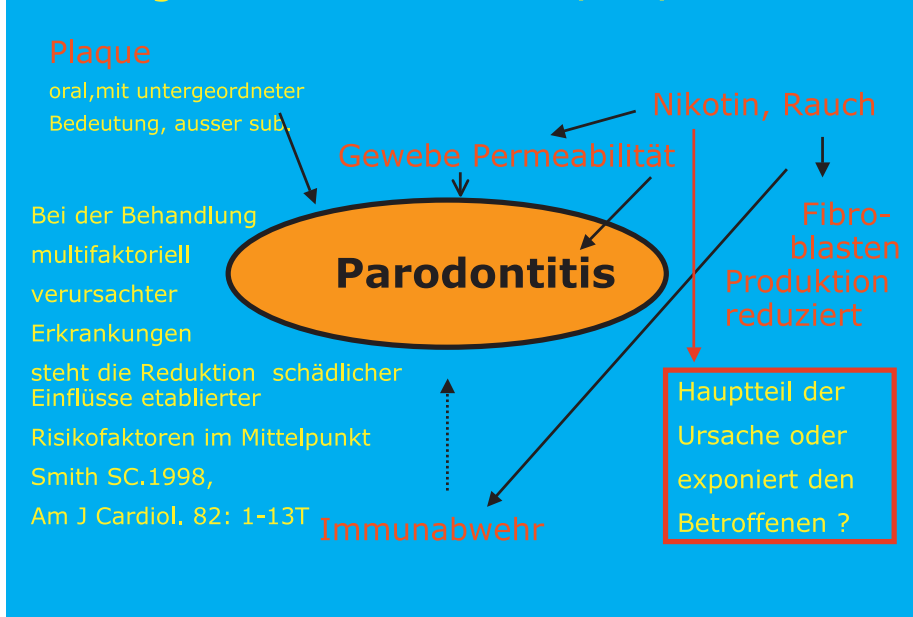 Plaque
oral,mit untergeordneter
Bedeutung, ausser sub.
Nikotin, Rauch
Gewebe Permeabilität
Fibro-
blasten
Produktion
reduziert
Parodontitis
Bei der Behandlung
multifaktoriell
verursachter
Erkrankungen
steht die Reduktion schädlicher
Einflüsse etablierter
Risikofaktoren im Mittelpunkt
Smith SC.1998,
Am J Cardiol. 82: 1-13T
Immunabwehr
Hauptteil der
Ursache oder
exponiert den
Betroffenen ?